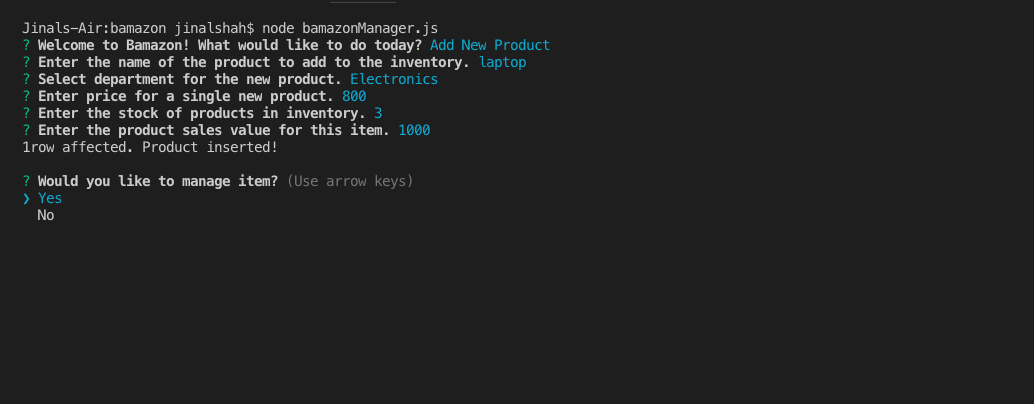 Jinals-Air:bamazon jinalshah$ node bamazonManager.js
? Welcome to Bamazon! What would like to do today? Add New Product
? Enter the name of the product to add to the inventory. laptop
? Select department for the new product. Electronics
? Enter price for a single new product. 800
? Enter the stock of products in inventory. 3
? Enter the product sales value for this item. 1000
1row affected. Product inserted!
? Would you like to manage item? (Use arrow keys)
❯ Yes
No